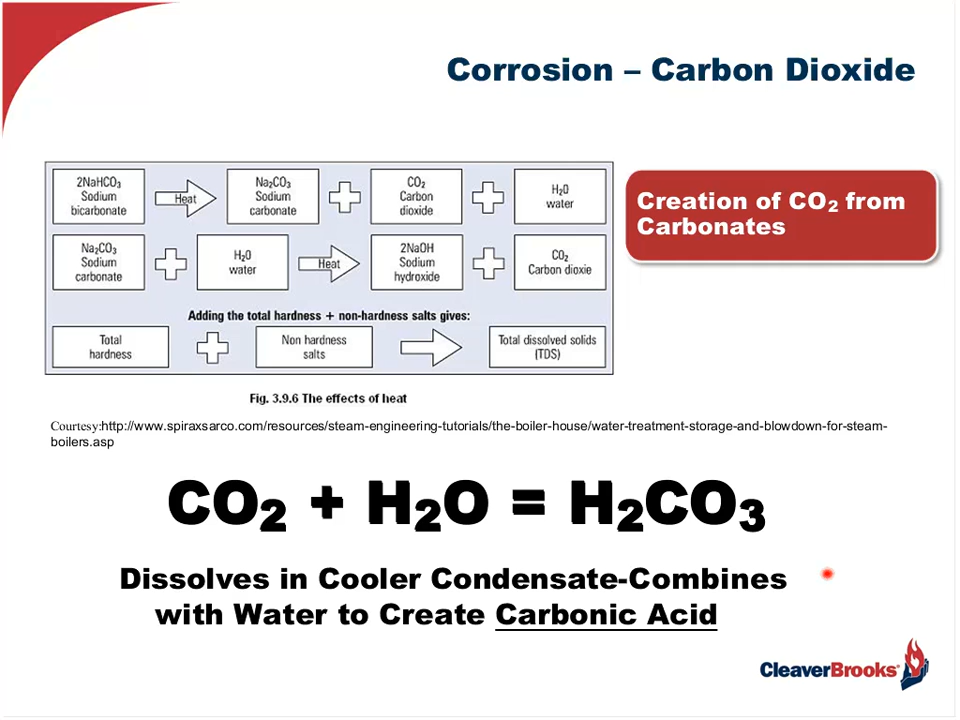 Corrosion – Carbon Dioxide
2NaHCO₃
Sodium
bicarbonate
Heat
Na₂CO₃
Sodium
carbonate
CO₂
Carbon
dioxide
H₂O
water
Na₂CO₃
Sodium
carbonate
H₂O
water
Heat
2NaOH
Sodium
hydroxide
CO₂
Carbon dioxie
Adding the total hardness + non-hardness salts gives:
Total
hardness
Non hardness
salts
Total dissolved solids
(TDS)
Fig. 3.9.6 The effects of heat
Creation of CO₂ from
Carbonates
Courtesy:http://www.spiraxsarco.com/resources/steam-engineering-tutorials/the-boiler-house/water-treatment-storage-and-blowdown-for-steam-
boilers.asp
CO₂ + H₂O = H₂CO₃
Dissolves in Cooler Condensate-Combines
with Water to Create Carbonic Acid
CleaverBrooks®